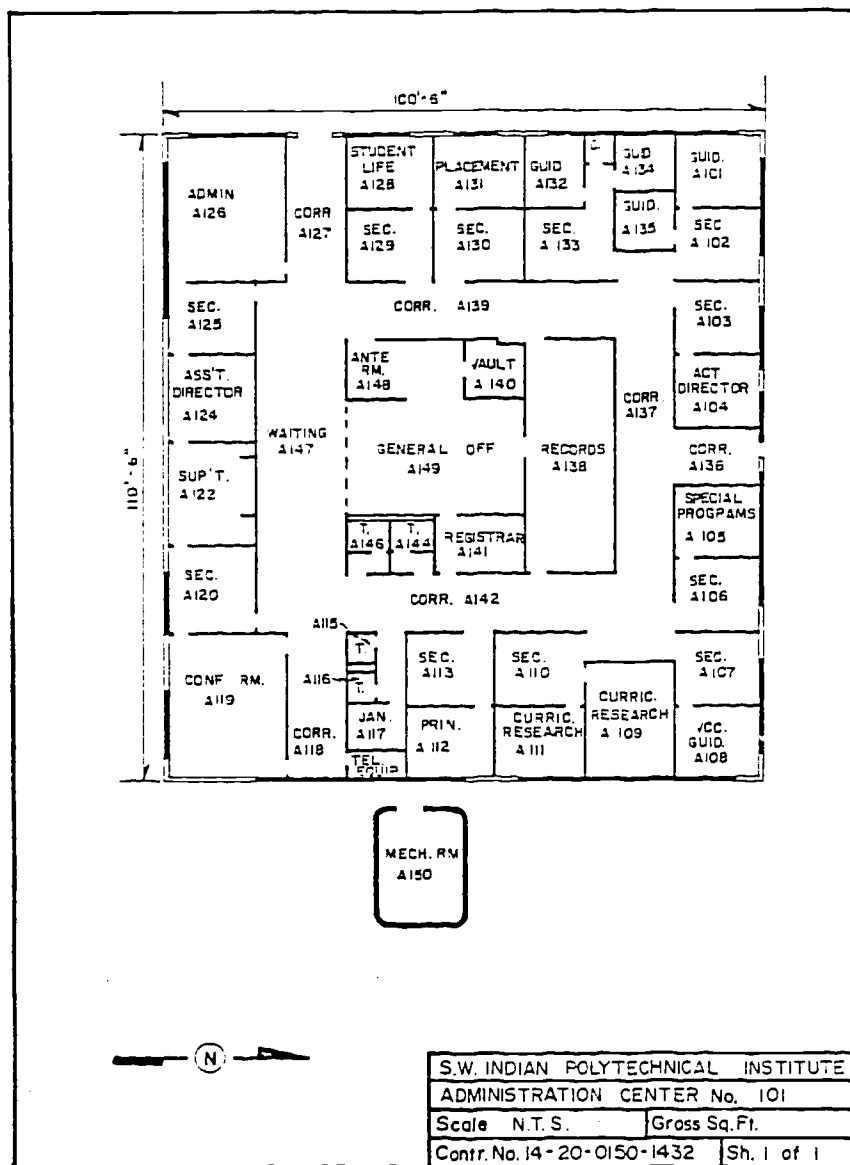 100'-6"
110'-6"
ADMIN
A126
CORR
A127
STUDENT
LIFE
A128
PLACEMENT
A131
GUID
A132
GUD
A134
GUID.
A101
GUID.
A135
SEC.
A129
SEC.
A130
SEC.
A133
SEC
A102
SEC.
A125
CORR. A139
SEC.
A103
ASS'T.
DIRECTOR
A124
ANTE
RM.
A148
VAULT
A140
ACT
DIRECTOR
A104
CORR.
A137
WAITING
A147
GENERAL OFF
A149
RECORDS
A138
CORR.
A136
SUP'T.
A122
SPECIAL
PROGRAMS
A105
T.
A146
T.
A144
REGISTRAR
A141
SEC.
A120
CORR. A142
SEC.
A106
A115
T.
CONF RM.
A119
A116
T.
SEC.
A113
SEC.
A110
SEC.
A107
CURRIC.
RESEARCH
A109
CORR.
A118
JAN.
A117
PRIN.
A112
CURRIC.
RESEARCH
A111
VCC.
GUID.
A108
TEL.
EQUIP
MECH. RM
A150
N
S.W. INDIAN POLYTECHNICAL INSTITUTE
ADMINISTRATION CENTER No. 101
Scale N.T.S. Gross Sq.Ft.
Contr. No. 14-20-0150-1432 Sh. 1 of 1